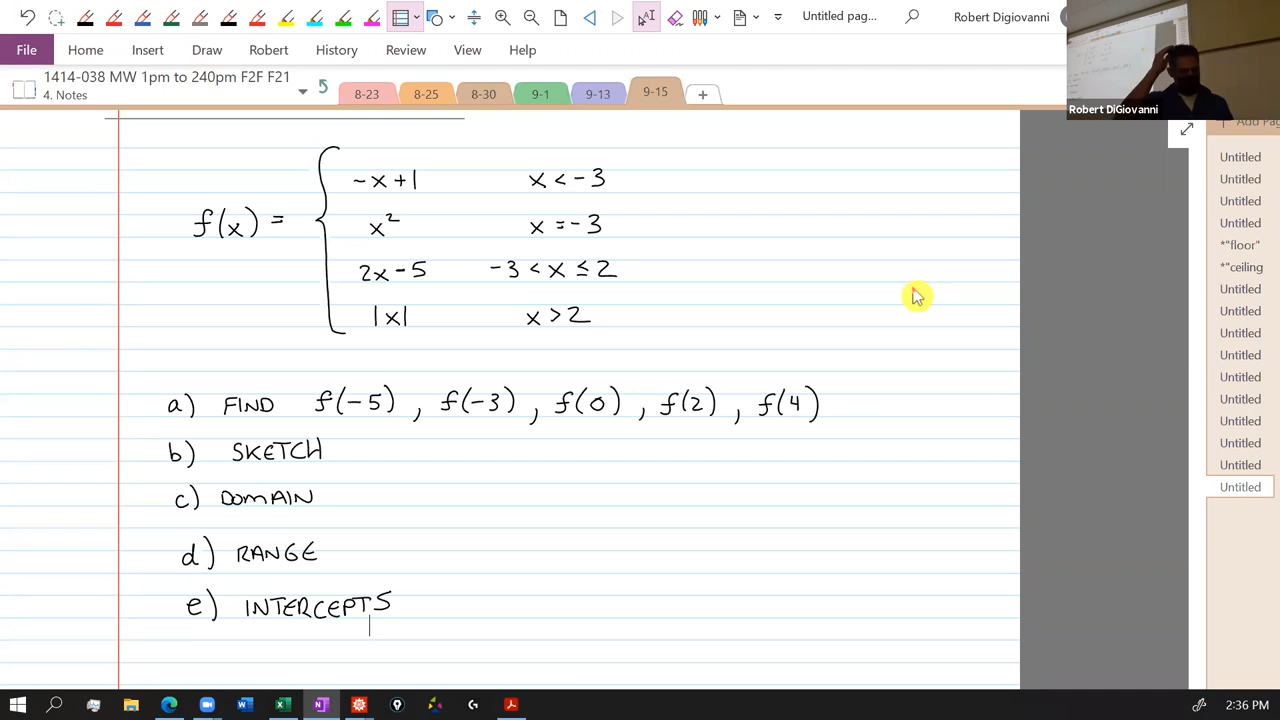 Untitled pag... Robert Digiovanni
File Home Insert Draw Robert History Review View Help
1414-038 MW 1pm to 240pm F2F F21
4. Notes
8-23 8-25 8-30 9-1 9-13 9-15
Robert DiGiovanni
Add Pag
Untitled
Untitled
Untitled
Untitled
*"floor"
*"ceiling
Untitled
Untitled
Untitled
Untitled
Untitled
Untitled
Untitled
Untitled
Untitled
Untitled
-x+1 x < -3
f(x) = x² x = -3
2x-5 -3 < x ≤ 2
|x| x > 2
a) FIND f(-5), f(-3), f(0), f(2), f(4)
b) SKETCH
c) DOMAIN
d) RANGE
e) INTERCEPTS
2:36 PM